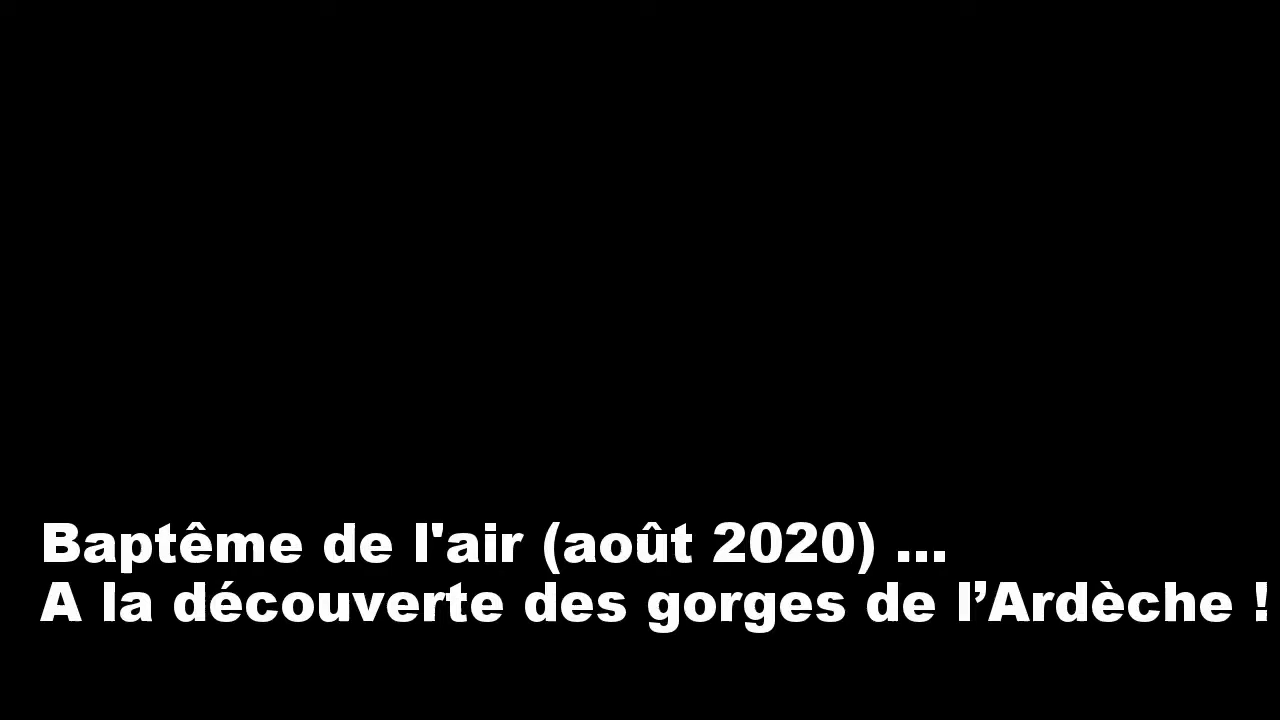 Baptême de l'air (août 2020) ...
A la découverte des gorges de l’Ardèche !